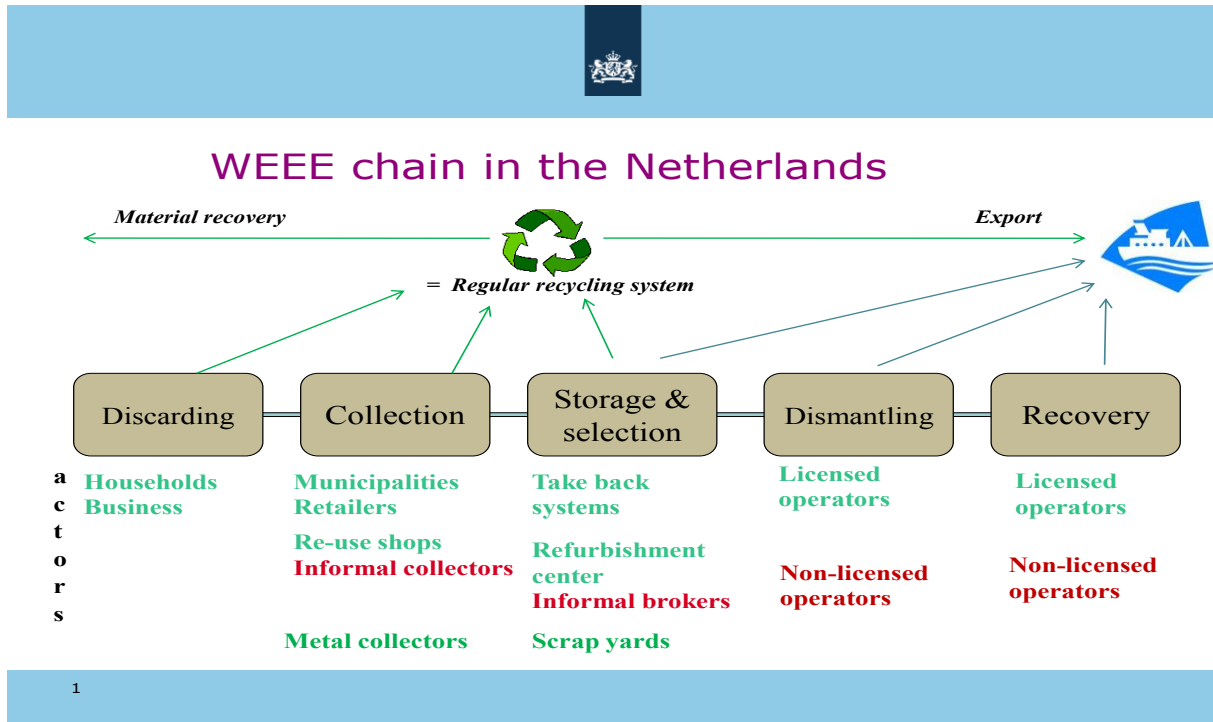 WEEE chain in the Netherlands
Material recovery
Export
= Regular recycling system
Discarding
Collection
Storage &
selection
Dismantling
Recovery
actors
Households
Business
Municipalities
Retailers
Re-use shops
Informal collectors
Metal collectors
Take back
systems
Refurbishment
center
Informal brokers
Scrap yards
Licensed
operators
Non-licensed
operators
Licensed
operators
Non-licensed
operators
1